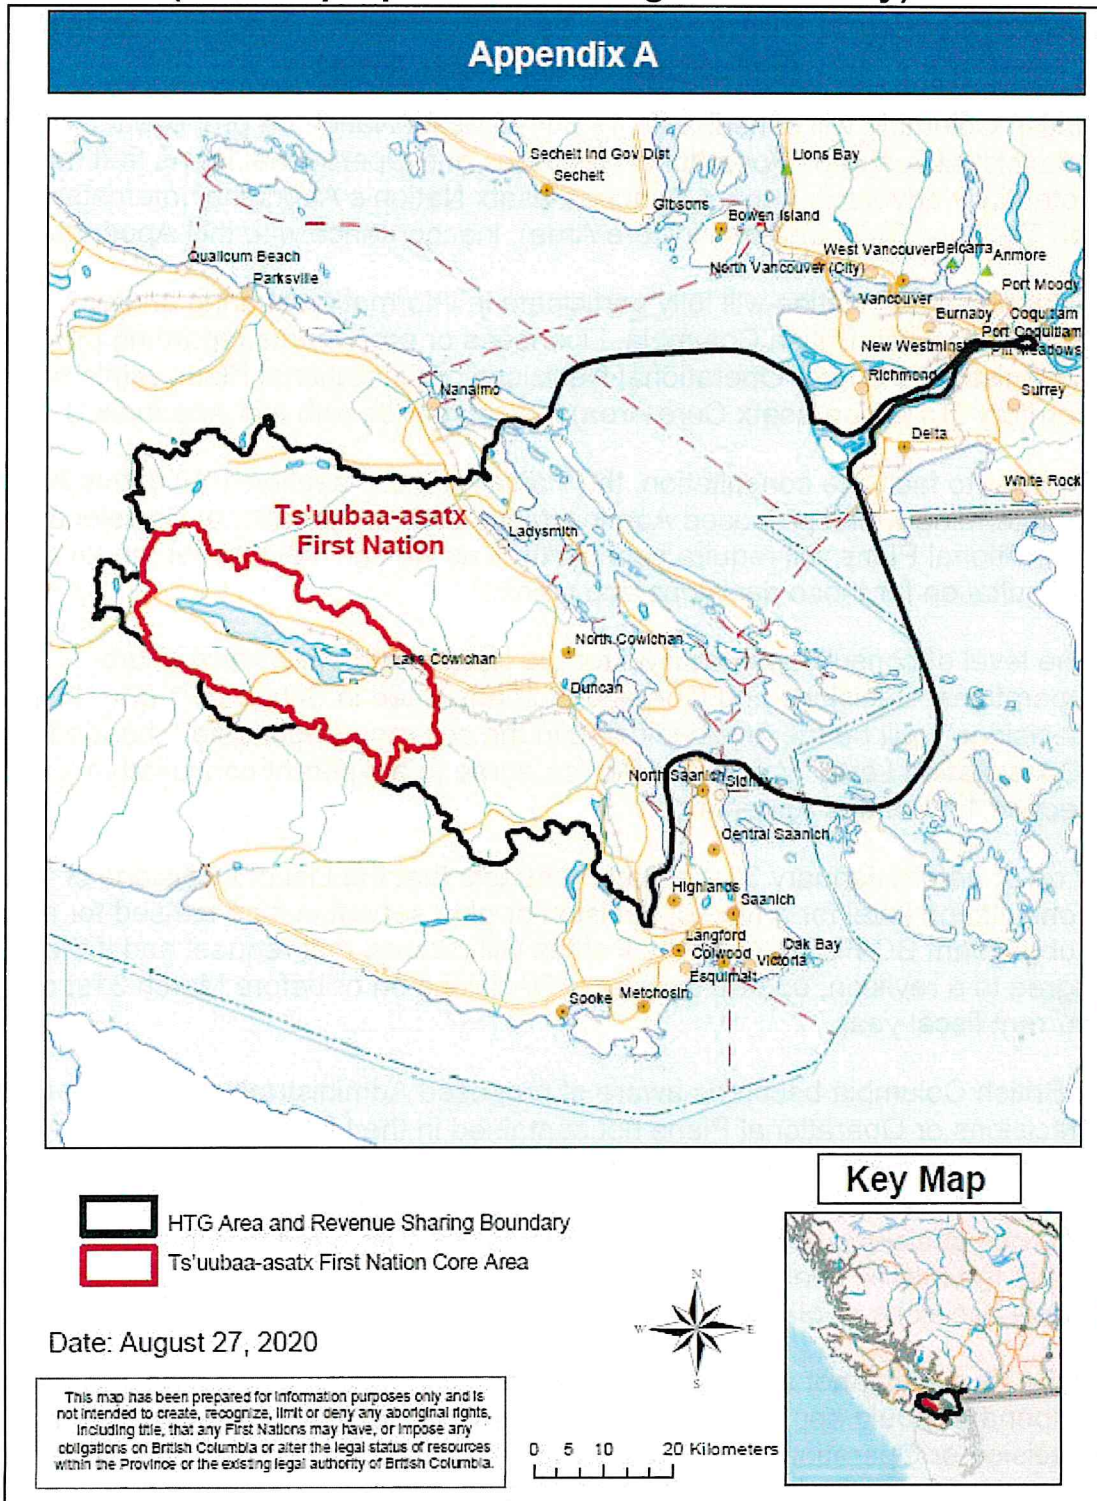 Appendix A
Sechelt Ind Gov Dist
Sechelt
Lions Bay
Gibsons
Bowen Island
West Vancouver
Belcarra
Anmore
North Vancouver (City)
Port Moody
Vancouver
Burnaby
Coquitlam
Port Coquitlam
New Westminst
Pitt Meadows
Richmond
Surrey
Delta
White Rock
Qualicum Beach
Parksville
Nanaimo
Ts'uubaa-asatx
First Nation
Ladysmith
North Cowichan
Lake Cowichan
Duncan
North Saanich
Sidney
Central Saanich
Highlands
Saanich
Langford
Colwood
Oak Bay
Victoria
Esquimalt
Sooke
Metchosin
HTG Area and Revenue Sharing Boundary
Ts'uubaa-asatx First Nation Core Area
Date: August 27, 2020
This map has been prepared for information purposes only and is
not intended to create, recognize, limit or deny any aboriginal rights,
including title, that any First Nations may have, or impose any
obligations on British Columbia or alter the legal status of resources
within the Province or the existing legal authority of British Columbia.
N
W
E
S
0 5 10 20 Kilometers
Key Map